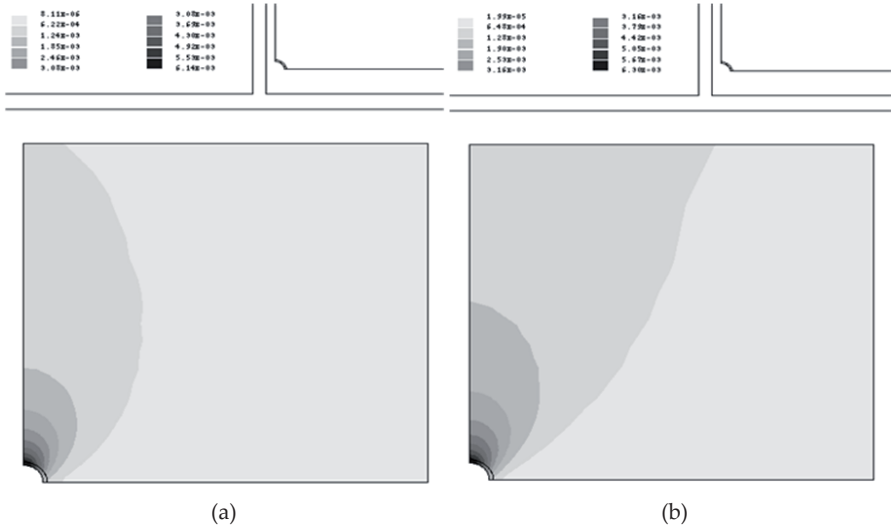 8.11E-06 3.08E-03
6.22E-04 3.69E-03
1.24E-03 4.30E-03
1.85E-03 4.92E-03
2.46E-03 5.53E-03
3.08E-03 6.14E-03
1.99E-05 3.16E-03
6.48E-04 3.79E-03
1.28E-03 4.42E-03
1.90E-03 5.05E-03
2.53E-03 5.67E-03
3.16E-03 6.30E-03
(a)
(b)